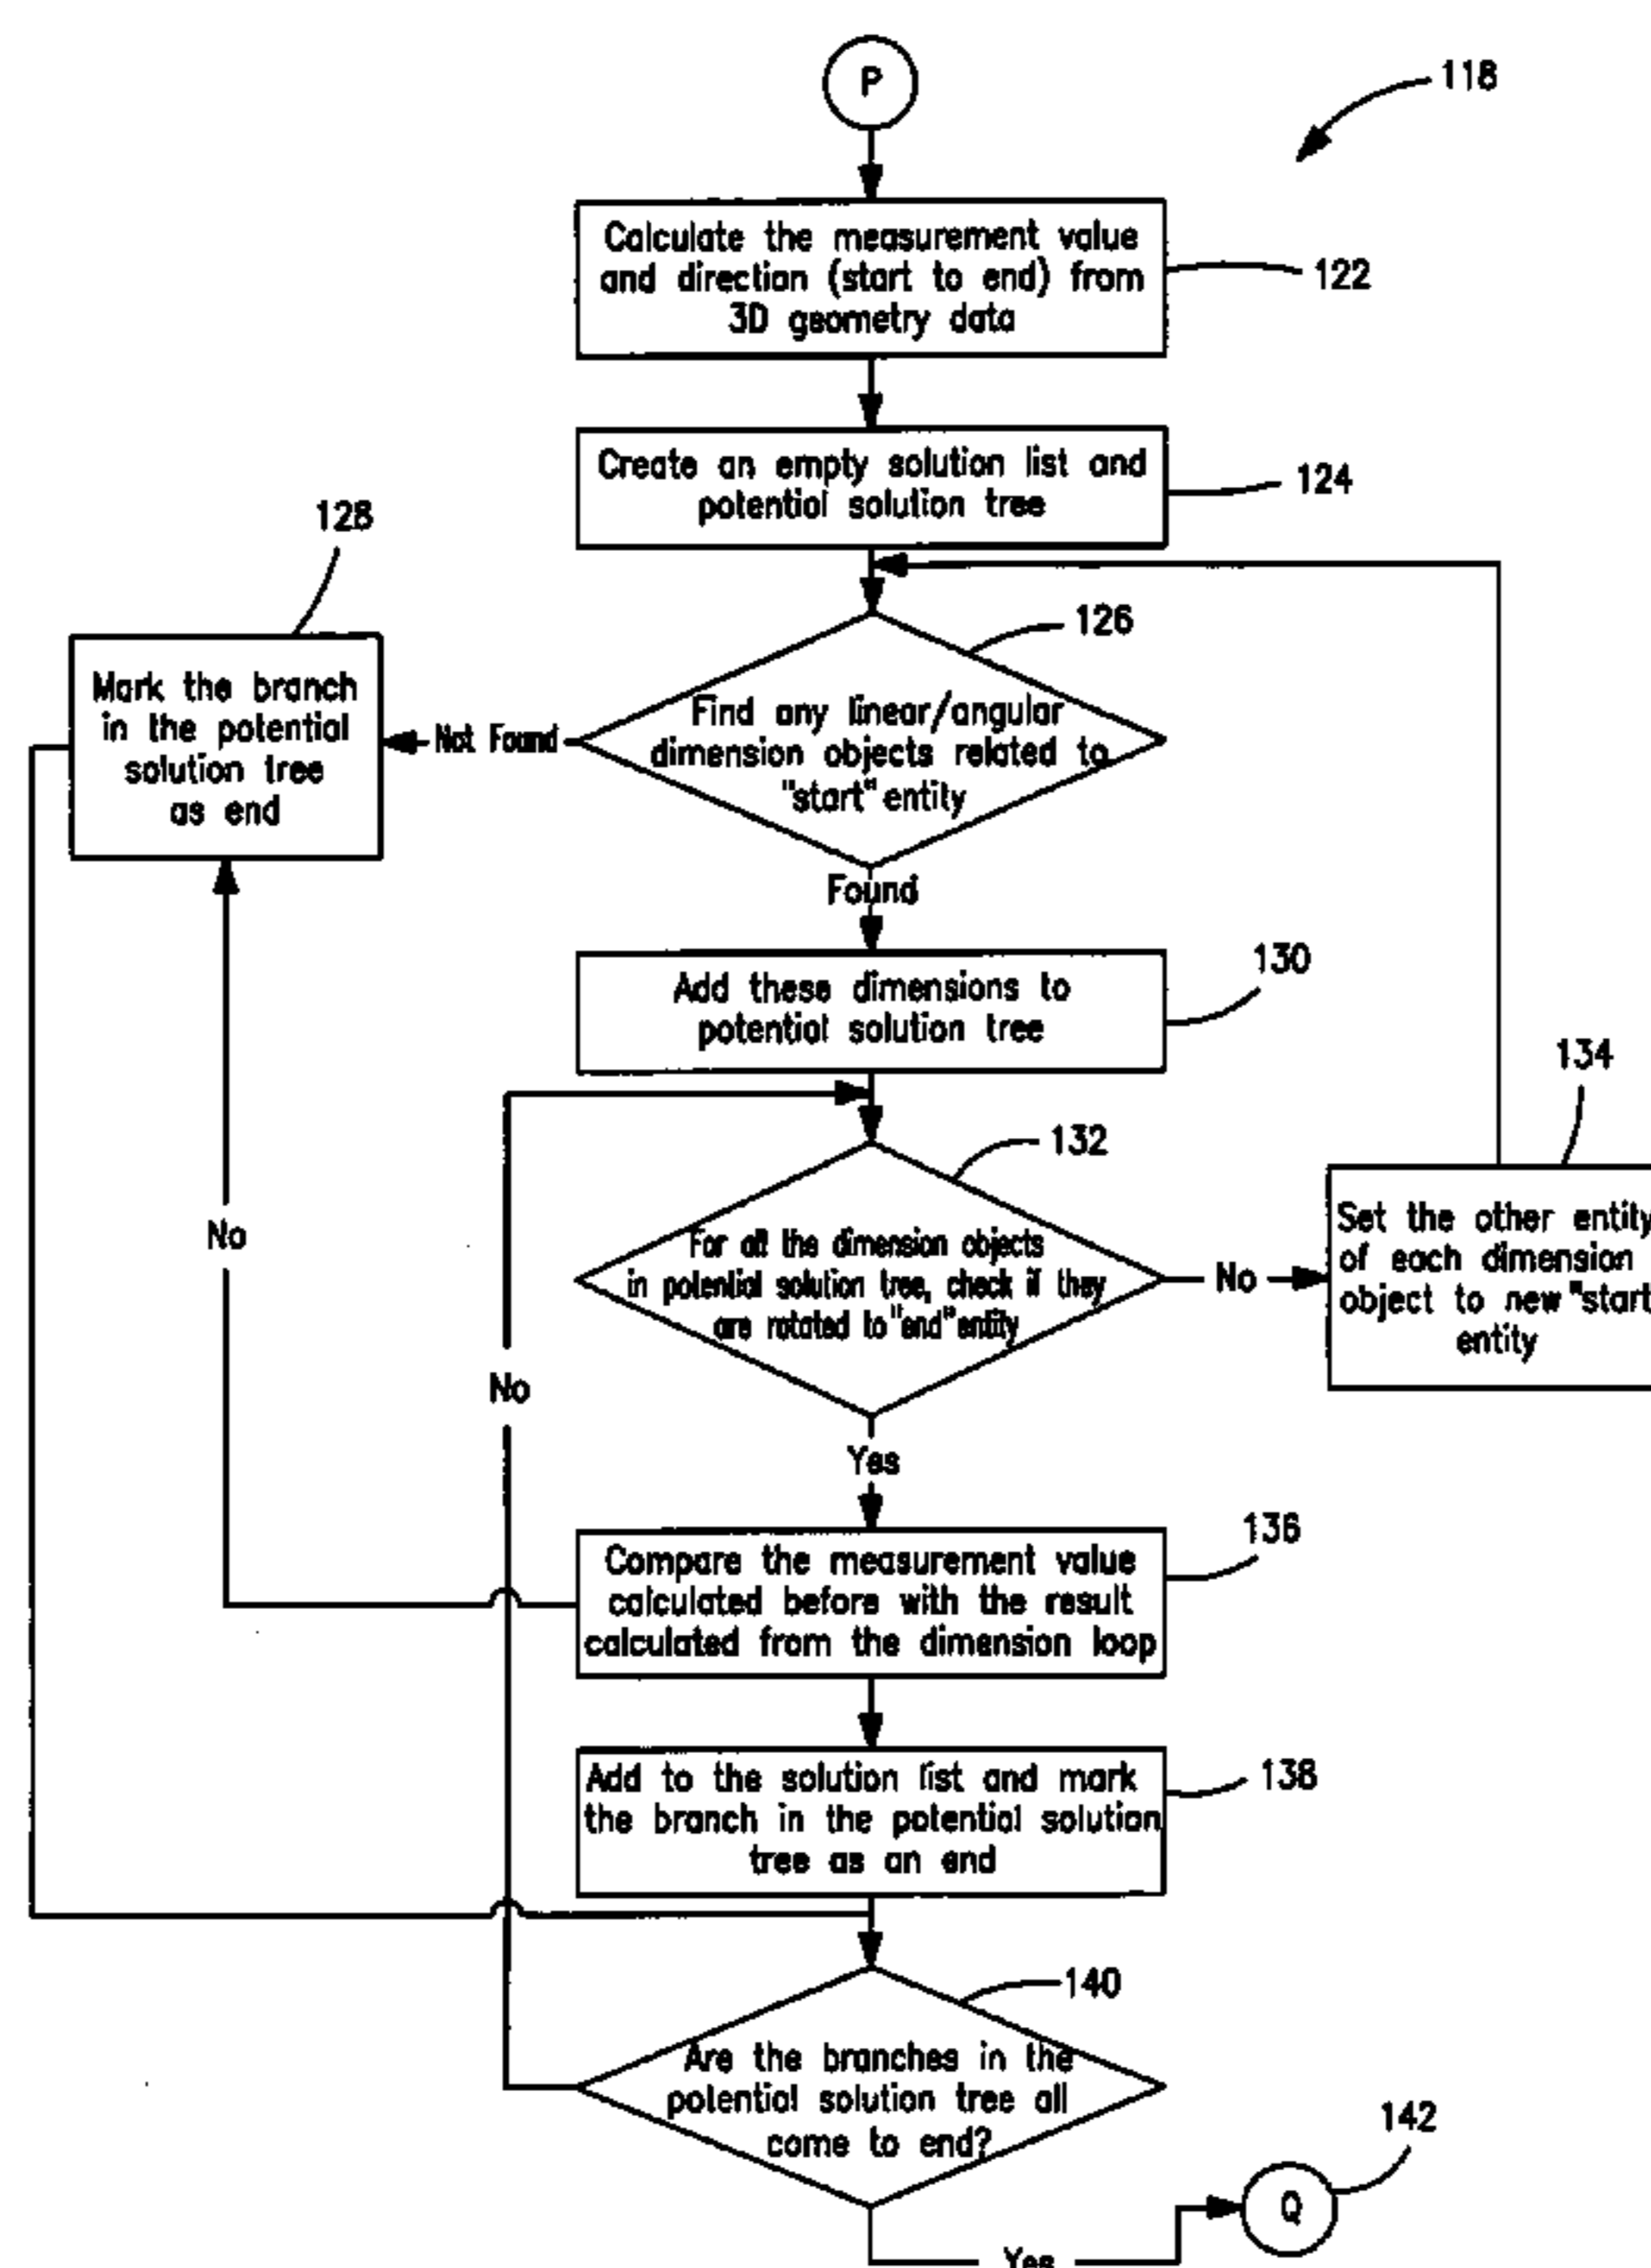 P
118
Calculate the measurement value
and direction (start to end) from
3D geometry data
122
Create an empty solution list and
potential solution tree
124
128
126
Mark the branch
in the potential
solution tree
as end
Not Found
Find any linear/angular
dimension objects related to
"start" entity
Found
130
Add these dimensions to
potential solution tree
134
132
No
For all the dimension objects
in potential solution tree, check if they
are rotated to "end" entity
No
Set the other entity
of each dimension
object to new "start
entity
No
Yes
136
Compare the measurement value
calculated before with the result
calculated from the dimension loop
138
Add to the solution list and mark
the branch in the potential solution
tree as an end
140
Are the branches in the
potential solution tree all
come to end?
142
Q
Yes